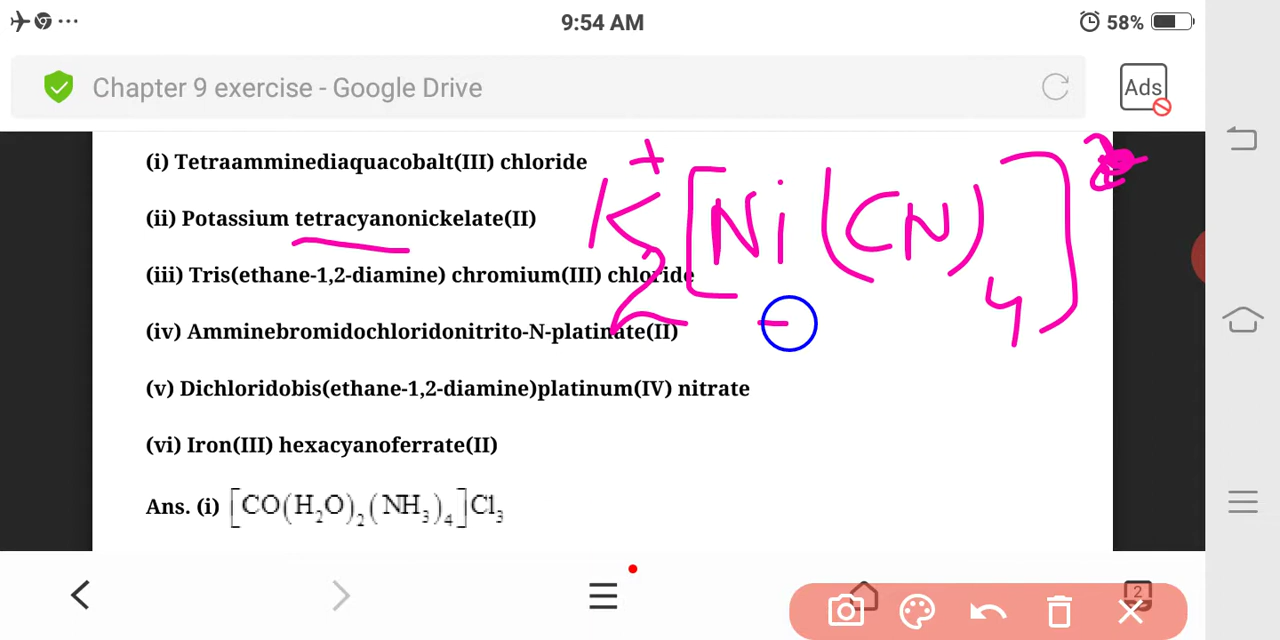 9:54 AM
58%
Chapter 9 exercise - Google Drive
Ads
(i) Tetraamminediaquacobalt(III) chloride
(ii) Potassium tetracyanonickelate(II)
K₂⁺[Ni(CN)₄]
(iii) Tris(ethane-1,2-diamine) chromium(III) chloride
(iv) Amminebromidochloridonitrito-N-platinate(II)
(v) Dichloridobis(ethane-1,2-diamine)platinum(IV) nitrate
(vi) Iron(III) hexacyanoferrate(II)
Ans. (i) [CO(H₂O)₂(NH₃)₄]Cl₃
2